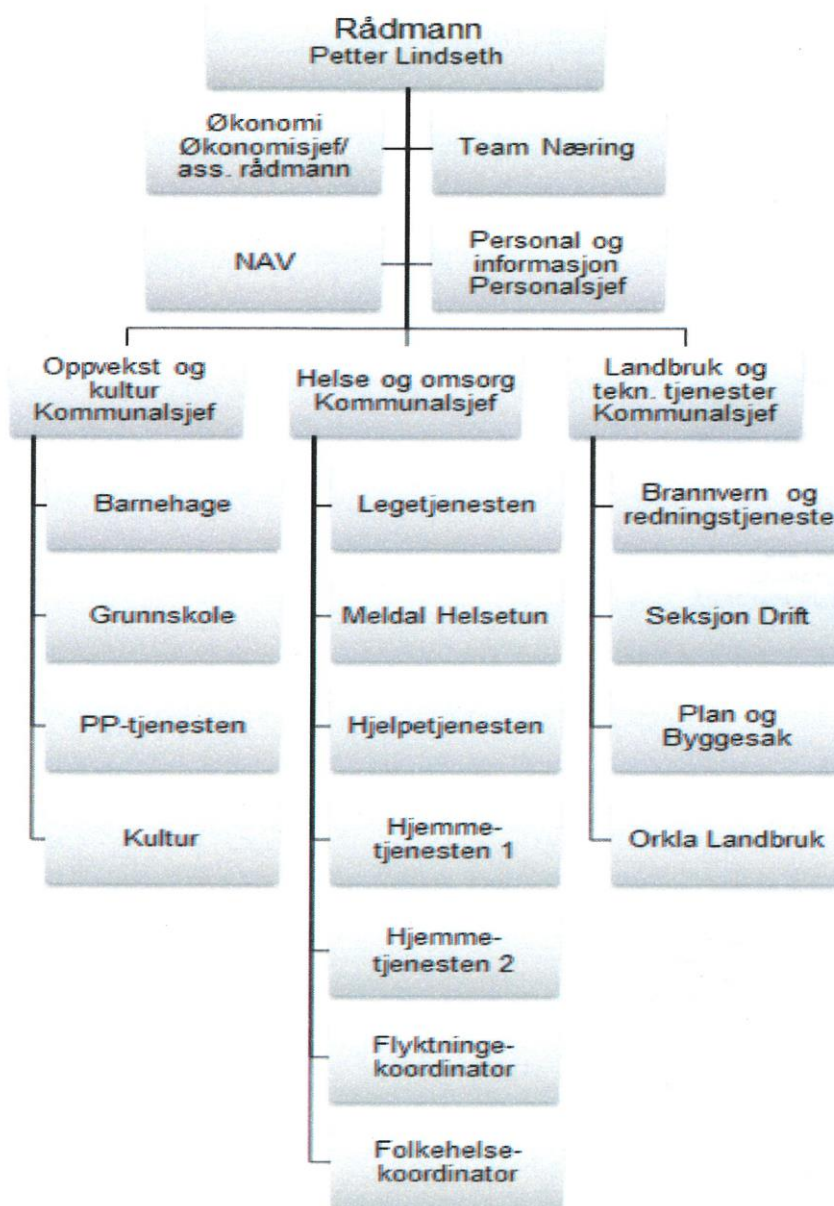 Rådmann
Petter Lindseth
Økonomi
Økonomisjef/
ass. rådmann
Team Næring
NAV
Personal og
informasjon
Personalsjef
Oppvekst og
kultur
Kommunalsjef
Barnehage
Grunnskole
PP-tjenesten
Kultur
Helse og omsorg
Kommunalsjef
Legetjenesten
Meldal Helsetun
Hjelpetjenesten
Hjemme-
tjenesten 1
Hjemme-
tjenesten 2
Flyktninge-
koordinator
Folkehelse-
koordinator
Landbruk og
tekn. tjenester
Kommunalsjef
Brannvern og
redningstjeneste
Seksjon Drift
Plan og
Byggesak
Orkla Landbruk